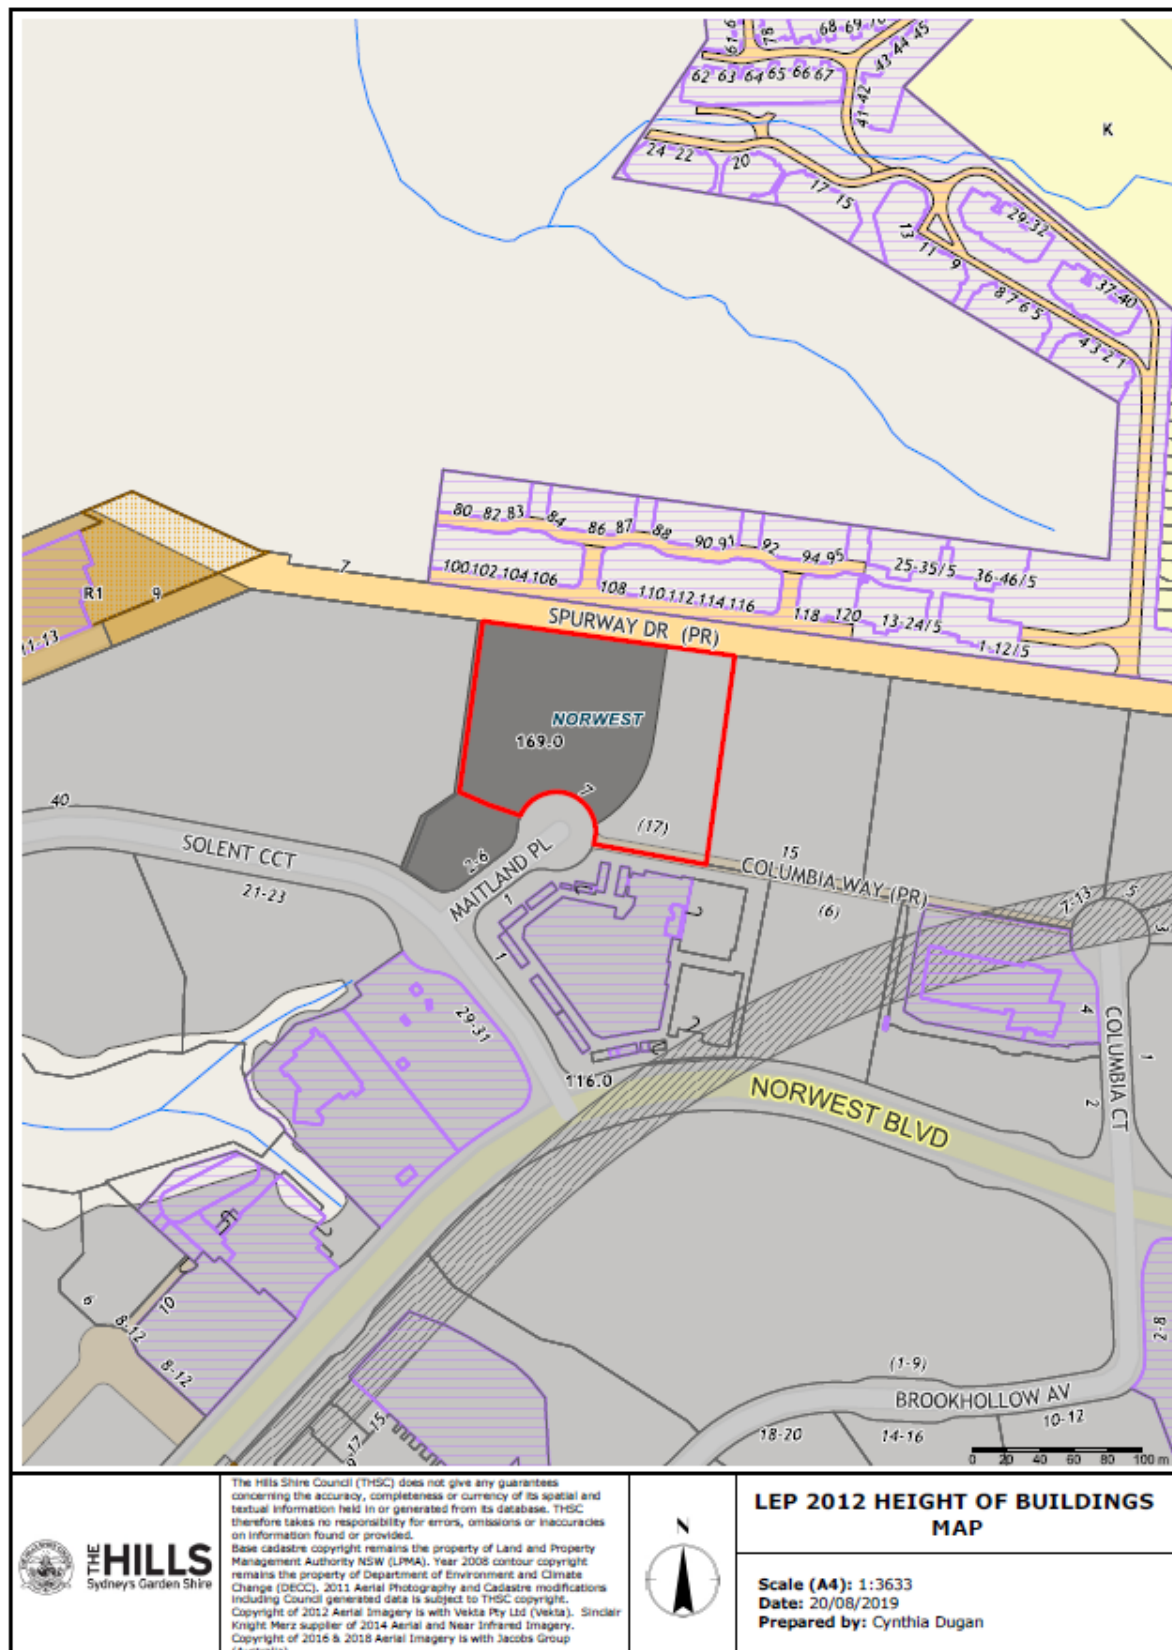 68 69 70
61-6
78
43-44-45
62 63 64 65 66 67
41-42
K
24 22
20
17-15
29-32
13
11
9
37-40
8 7 6 5
4 3 2 1
80 82 83
84
86 87
88
90-91
92
94-95
25-35/5
36-46/5
7
100 102 104 106
R1
9
108 110 112 114 116
118 120
13-24/5
11-13
SPURWAY DR (PR)
1-12/5
NORWEST
169.0
7
40
(17)
15
SOLENT CCT
2-6
MAITLAND PL
COLUMBIA WAY (PR)
7-13
5
21-23
1
2
(6)
3
1
29-31
4
COLUMBIA CT
1
2
116.0
NORWEST BLVD
6
8-12
10
8-12
2-8
(1-9)
BROOKHOLLOW AV
15
9-17
18-20
14-16
10-12
0 20 40 60 80 100 m
THE HILLS
Sydney's Garden Shire
The Hills Shire Council (THSC) does not give any guarantees
concerning the accuracy, completeness or currency of its spatial and
textual information held in or generated from its database. THSC
therefore takes no responsibility for errors, omissions or inaccuracies
on information found or provided.
Base cadastre copyright remains the property of Land and Property
Management Authority NSW (LPMA). Year 2008 contour copyright
remains the property of Department of Environment and Climate
Change (DECC). 2011 Aerial Photography and Cadastre modifications
including Council generated data is subject to THSC copyright.
Copyright of 2012 Aerial Imagery is with Vekta Pty Ltd (Vekta). Sinclair
Knight Merz supplier of 2014 Aerial and Near Infrared Imagery.
Copyright of 2016 & 2018 Aerial Imagery is with Jacobs Group
N
LEP 2012 HEIGHT OF BUILDINGS
MAP
Scale (A4): 1:3633
Date: 20/08/2019
Prepared by: Cynthia Dugan